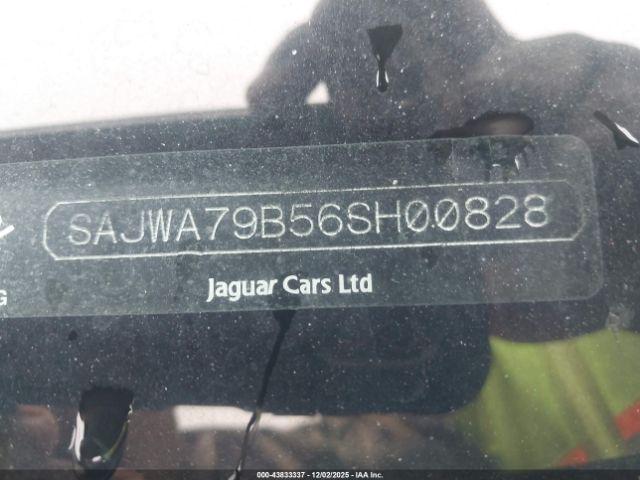 SAJWA79B56SH00828
Jaguar Cars Ltd
G
000-43833337 - 12/02/2025 - IAA Inc.